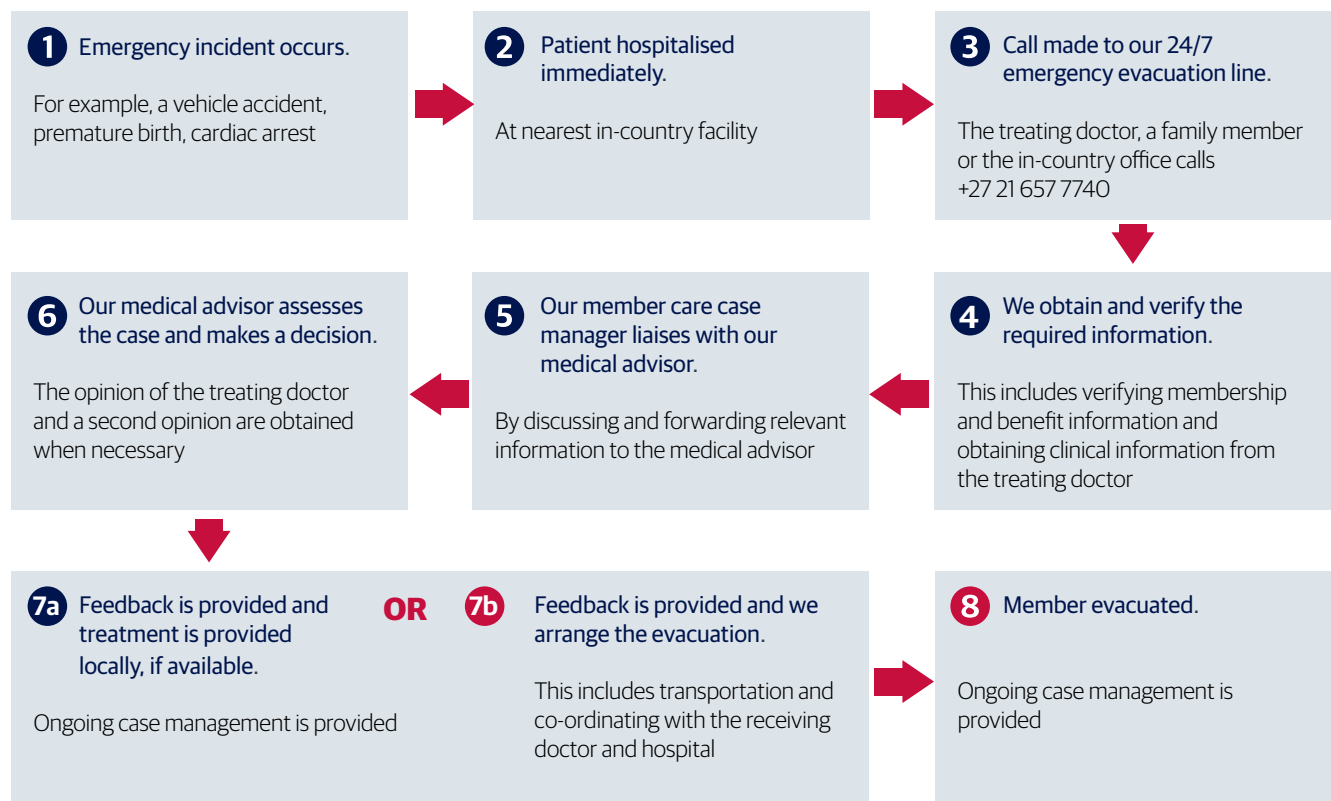 1 Emergency incident occurs.
For example, a vehicle accident,
premature birth, cardiac arrest
2 Patient hospitalised
immediately.
At nearest in-country facility
3 Call made to our 24/7
emergency evacuation line.
The treating doctor, a family member
or the in-country office calls
+27 21 657 7740
4 We obtain and verify the
required information.
This includes verifying membership
and benefit information and
obtaining clinical information from
the treating doctor
5 Our member care case
manager liaises with our
medical advisor.
By discussing and forwarding relevant
information to the medical advisor
6 Our medical advisor assesses
the case and makes a decision.
The opinion of the treating doctor
and a second opinion are obtained
when necessary
7a Feedback is provided and
treatment is provided
locally, if available.
Ongoing case management is provided
OR
7b Feedback is provided and we
arrange the evacuation.
This includes transportation and
co-ordinating with the receiving
doctor and hospital
8 Member evacuated.
Ongoing case management is
provided